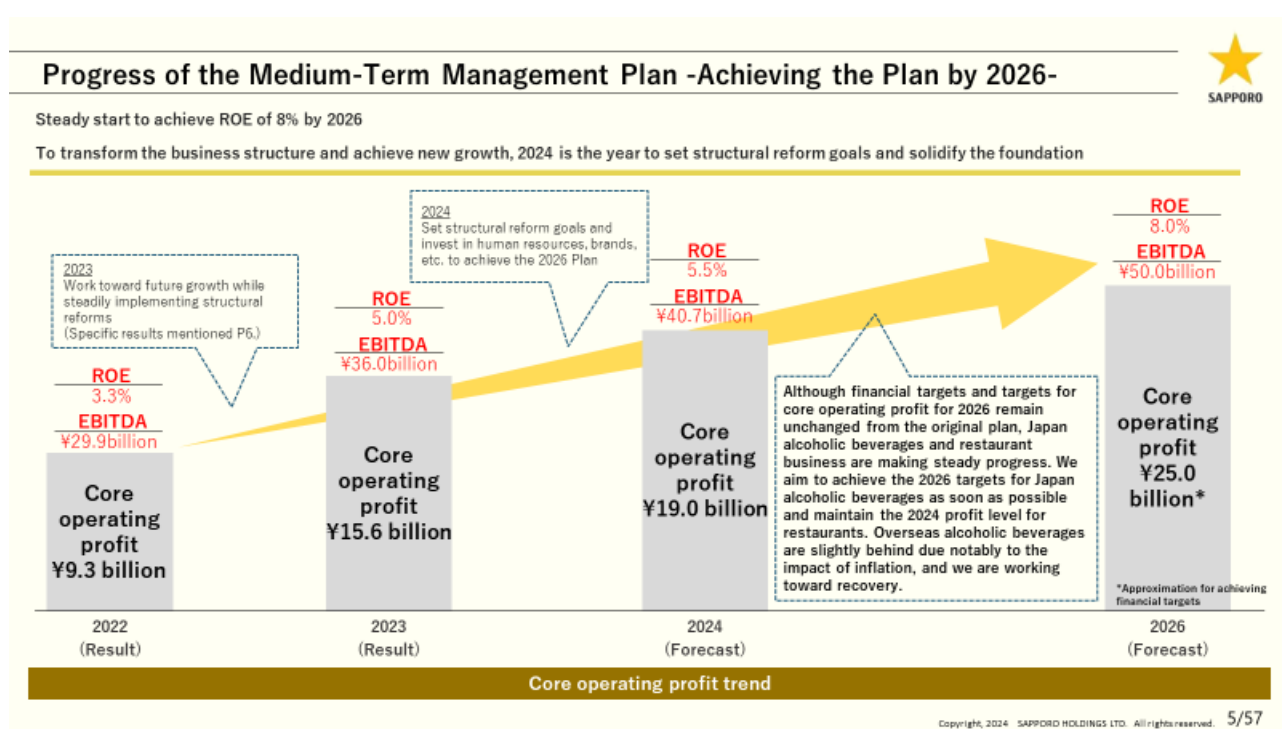 Progress of the Medium-Term Management Plan -Achieving the Plan by 2026-
SAPPORO
Steady start to achieve ROE of 8% by 2026
To transform the business structure and achieve new growth, 2024 is the year to set structural reform goals and solidify the foundation
2023
Work toward future growth while
steadily implementing structural
reforms
(Specific results mentioned P6.)
2024
Set structural reform goals and
invest in human resources, brands,
etc. to achieve the 2026 Plan
ROE
3.3%
EBITDA
¥29.9billion
Core
operating
profit
¥9.3 billion
ROE
5.0%
EBITDA
¥36.0billion
Core
operating
profit
¥15.6 billion
ROE
5.5%
EBITDA
¥40.7billion
Core
operating
profit
¥19.0 billion
Although financial targets and targets for
core operating profit for 2026 remain
unchanged from the original plan, Japan
alcoholic beverages and restaurant
business are making steady progress. We
aim to achieve the 2026 targets for Japan
alcoholic beverages as soon as possible
and maintain the 2024 profit level for
restaurants. Overseas alcoholic beverages
are slightly behind due notably to the
impact of inflation, and we are working
toward recovery.
ROE
8.0%
EBITDA
¥50.0billion
Core
operating
profit
¥25.0
billion*
*Approximation for achieving
financial targets
2022
(Result)
2023
(Result)
2024
(Forecast)
2026
(Forecast)
Core operating profit trend
Copyright, 2024 SAPPORO HOLDINGS LTD. All rights reserved. 5/57